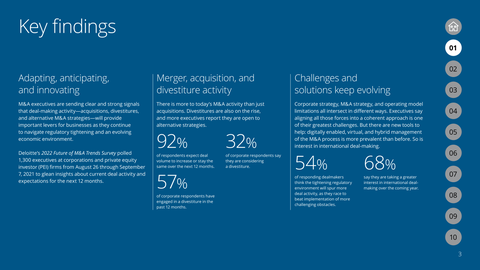 Key findings
Adapting, anticipating,
and innovating
M&A executives are sending clear and strong signals
that deal-making activity—acquisitions, divestitures,
and alternative M&A strategies—will provide
important levers for businesses as they continue
to navigate regulatory tightening and an evolving
economic environment.
Deloitte's 2022 Future of M&A Trends Survey polled
1,300 executives at corporations and private equity
investor (PEI) firms from August 26 through September
7, 2021 to glean insights about current deal activity and
expectations for the next 12 months.
Merger, acquisition, and
divestiture activity
There is more to today's M&A activity than just
acquisitions. Divestitures are also on the rise,
and more executives report they are open to
alternative strategies.
92%
of respondents expect deal
volume to increase or stay the
same over the next 12 months.
32%
of corporate respondents say
they are considering
a divestiture.
57%
of corporate respondents have
engaged in a divestiture in the
past 12 months.
Challenges and
solutions keep evolving
Corporate strategy, M&A strategy, and operating model
limitations all intersect in different ways. Executives say
aligning all those forces into a coherent approach is one
of their greatest challenges. But there are new tools to
help: digitally enabled, virtual, and hybrid management
of the M&A process is more prevalent than before. So is
interest in international deal-making.
54%
of responding dealmakers
think the tightening regulatory
environment will spur more
deal activity, as they race to
beat implementation of more
challenging obstacles.
68%
say they are taking a greater
interest in international deal-
making over the coming year.
01
02
03
04
05
06
07
08
09
10
3